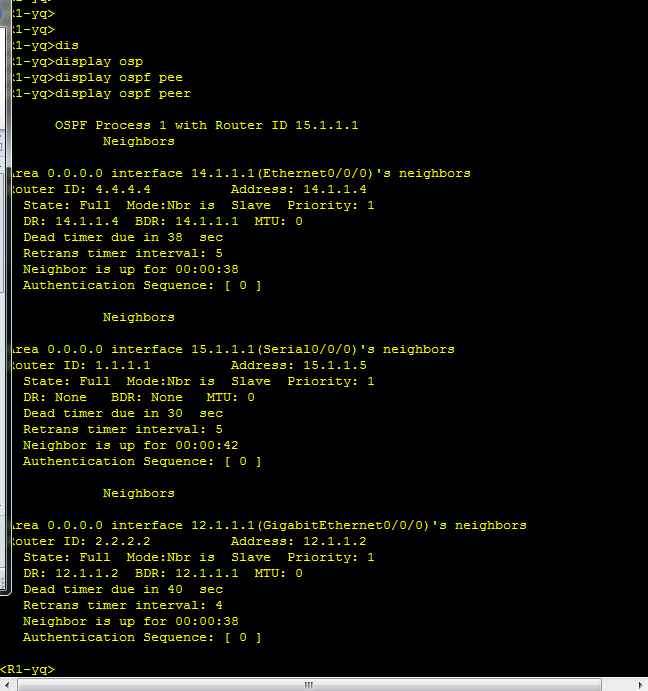 R1-yq>
R1-yq>
R1-yq>
R1-yq>dis
R1-yq>display osp
R1-yq>display ospf pee
R1-yq>display ospf peer
OSPF Process 1 with Router ID 15.1.1.1
Neighbors
Area 0.0.0.0 interface 14.1.1.1(Ethernet0/0/0)'s neighbors
Router ID: 4.4.4.4 Address: 14.1.1.4
State: Full Mode:Nbr is Slave Priority: 1
DR: 14.1.1.4 BDR: 14.1.1.1 MTU: 0
Dead timer due in 38 sec
Retrans timer interval: 5
Neighbor is up for 00:00:38
Authentication Sequence: [ 0 ]
Neighbors
Area 0.0.0.0 interface 15.1.1.1(Serial0/0/0)'s neighbors
Router ID: 1.1.1.1 Address: 15.1.1.5
State: Full Mode:Nbr is Slave Priority: 1
DR: None BDR: None MTU: 0
Dead timer due in 30 sec
Retrans timer interval: 5
Neighbor is up for 00:00:42
Authentication Sequence: [ 0 ]
Neighbors
Area 0.0.0.0 interface 12.1.1.1(GigabitEthernet0/0/0)'s neighbors
Router ID: 2.2.2.2 Address: 12.1.1.2
State: Full Mode:Nbr is Slave Priority: 1
DR: 12.1.1.2 BDR: 12.1.1.1 MTU: 0
Dead timer due in 40 sec
Retrans timer interval: 4
Neighbor is up for 00:00:38
Authentication Sequence: [ 0 ]
<R1-yq>